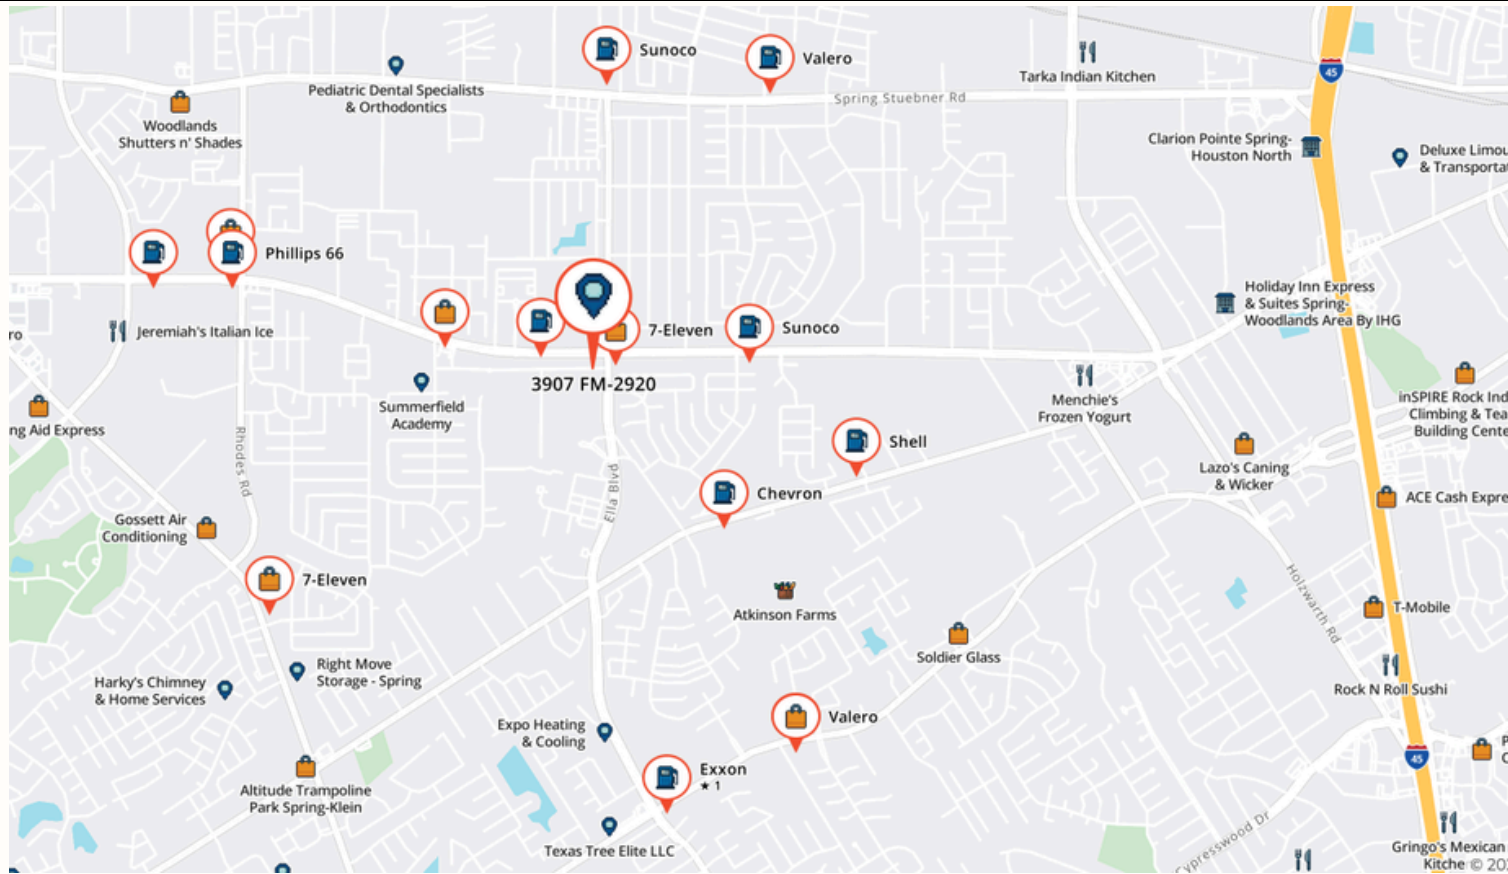 Sunoco
Valero
45
Tarka Indian Kitchen
Pediatric Dental Specialists
& Orthodontics
Spring Stuebner Rd
Woodlands
Shutters n' Shades
Clarion Pointe Spring-
Houston North
Deluxe Limou
& Transportat
Phillips 66
Holiday Inn Express
& Suites Spring-
Woodlands Area By IHG
ro
Jeremiah's Italian Ice
7-Eleven
Sunoco
3907 FM-2920
Summerfield
Academy
Menchie's
Frozen Yogurt
inSPIRE Rock Ind
Climbing & Tea
Building Cente
ng Aid Express
Rhodes Rd
Shell
Ella Blvd
Chevron
Lazo's Caning
& Wicker
ACE Cash Expre
Gossett Air
Conditioning
7-Eleven
Atkinson Farms
Holzwarth Rd
T-Mobile
Soldier Glass
Right Move
Storage - Spring
Harky's Chimney
& Home Services
Rock N Roll Sushi
Expo Heating
& Cooling
Valero
45
P
C
Exxon
★ 1
Altitude Trampoline
Park Spring-Klein
Texas Tree Elite LLC
Cypresswood Dr
Gringo's Mexican
Kitche © 20